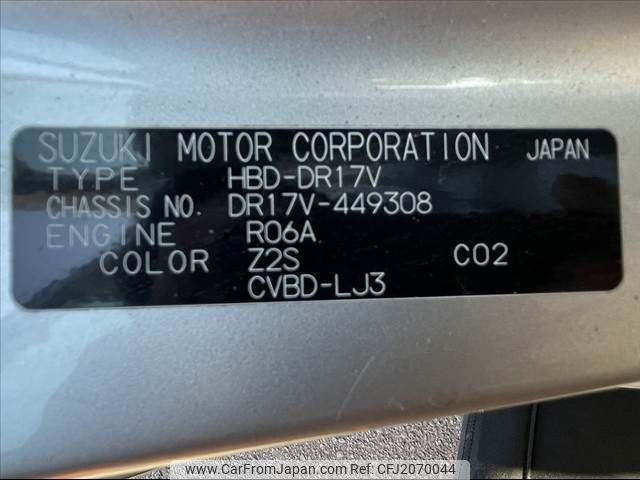 SUZUKI MOTOR CORPORATION JAPAN
TYPE HBD-DR17V
CHASSIS NO. DR17V-449308
ENGINE R06A
COLOR Z2S C02
CVBD-LJ3
www.CarFromJapan.com | CFJ2070044